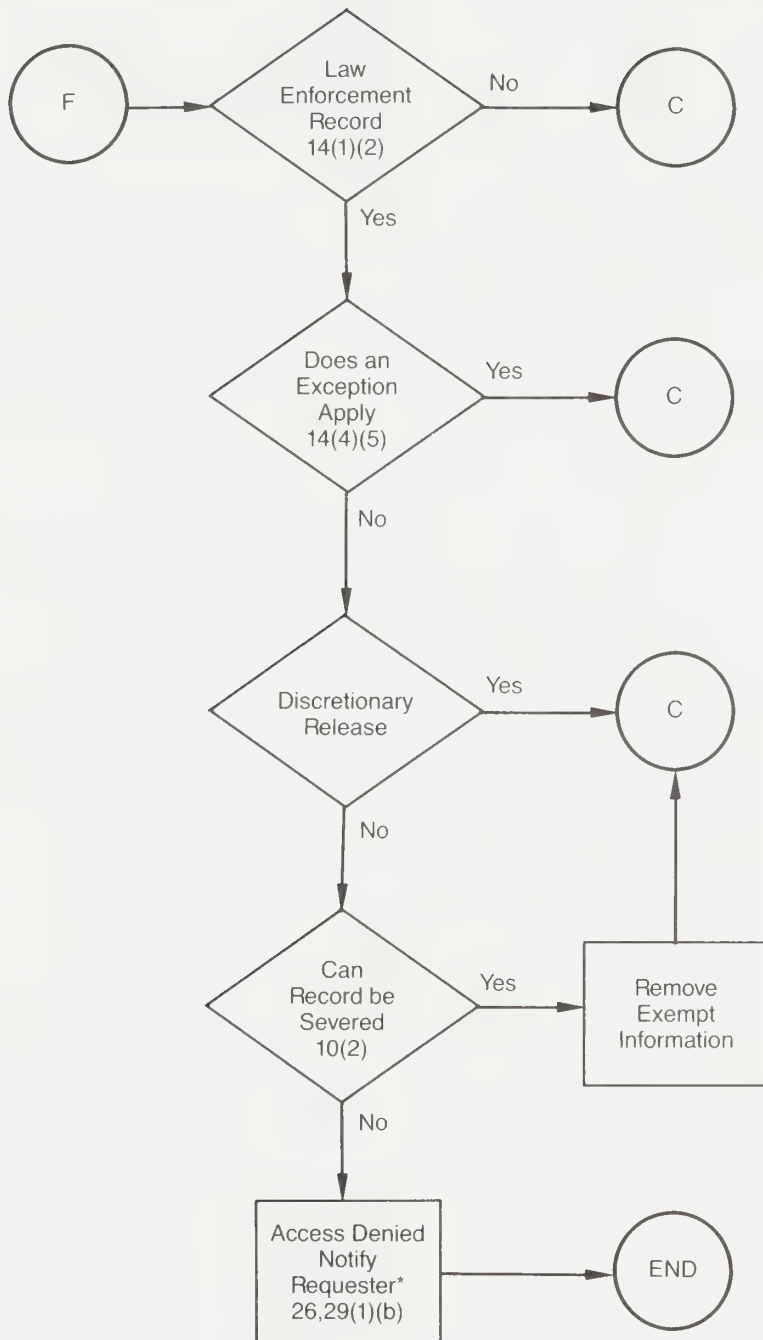 F
Law
Enforcement
Record
14(1)(2)
No
C
Yes
Does an
Exception
Apply
14(4)(5)
Yes
C
No
Discretionary
Release
Yes
C
No
Can
Record be
Severed
10(2)
Yes
Remove
Exempt
Information
No
Access Denied
Notify
Requester*
26,29(1)(b)
END